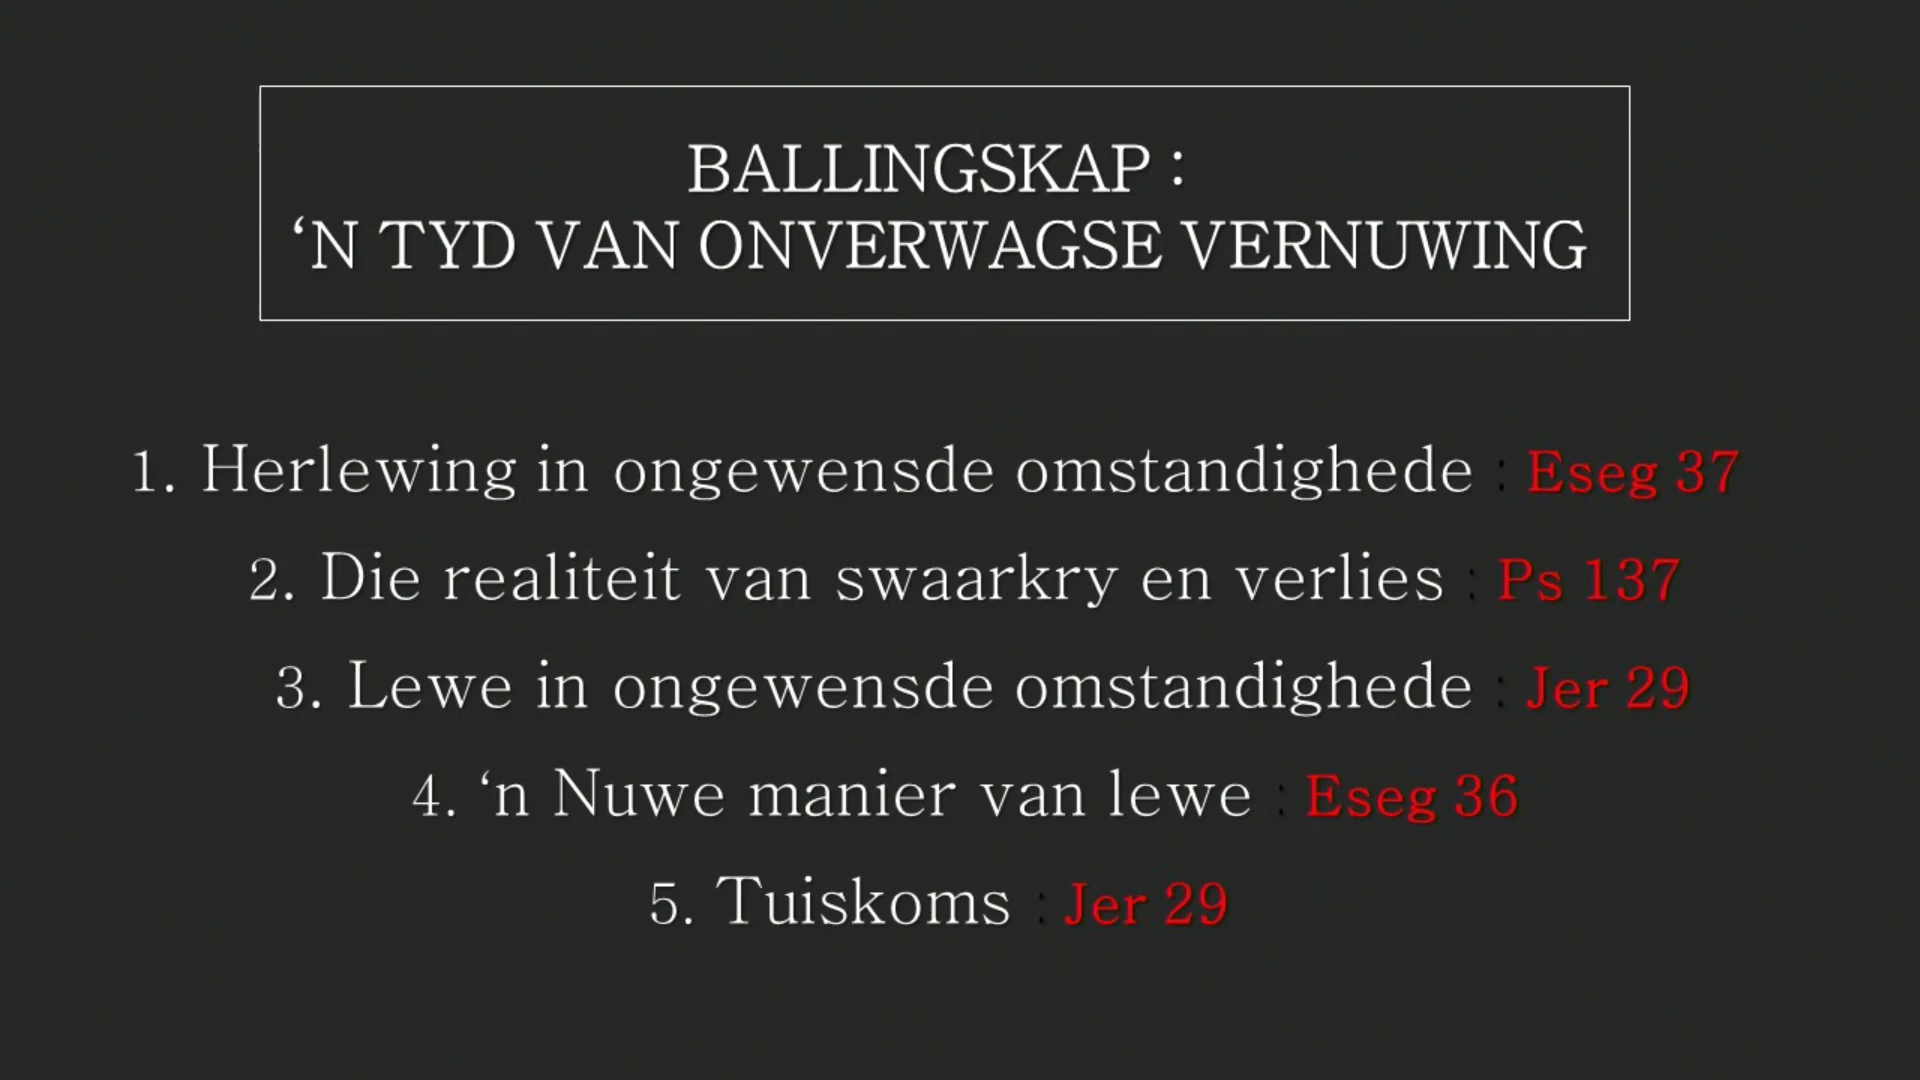 BALLINGSKAP :
‘N TYD VAN ONVERWAGSE VERNUWING
1. Herlewing in ongewensde omstandighede : Eseg 37
2. Die realiteit van swaarkry en verlies : Ps 137
3. Lewe in ongewensde omstandighede : Jer 29
4. ‘n Nuwe manier van lewe : Eseg 36
5. Tuiskoms : Jer 29